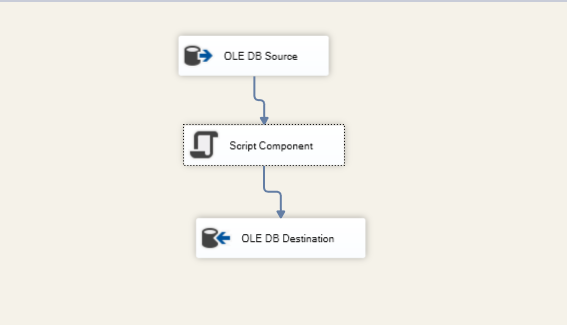 OLE DB Source
Script Component
OLE DB Destination